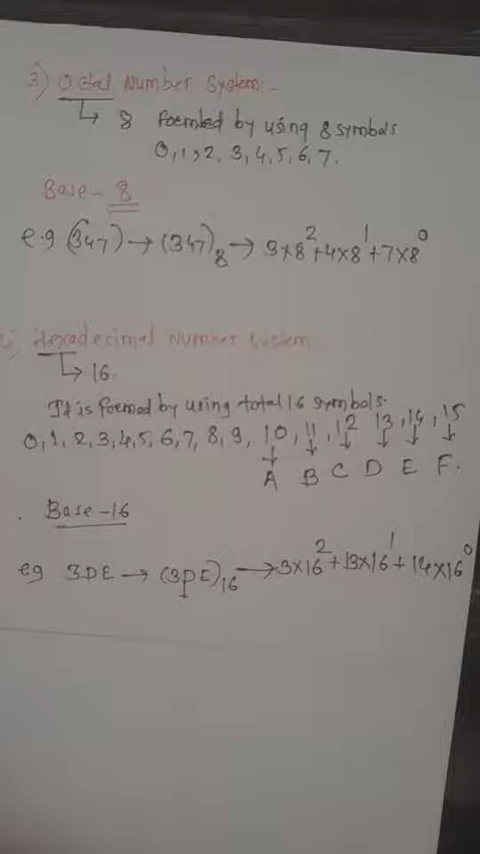 3) Octal Number System:-
↳ 8 Foemled by using 8 symbols
0,1,2, 3,4,5,6,7.
Base - 8
e.g (347) → (347)₈ → 3×8²+4×8¹+7×8⁰
Hexadecimal Number System
↳ 16.
It is formed by using total 16 symbols.
0,1,2,3,4,5,6,7,8,9, 10, 11, 12, 13, 14, 15
↓ ↓ ↓ ↓ ↓ ↓
A B C D E F.
. Base -16
eg 3DE → (3DE)₁₆ → 3×16²+13×16¹+14×16⁰